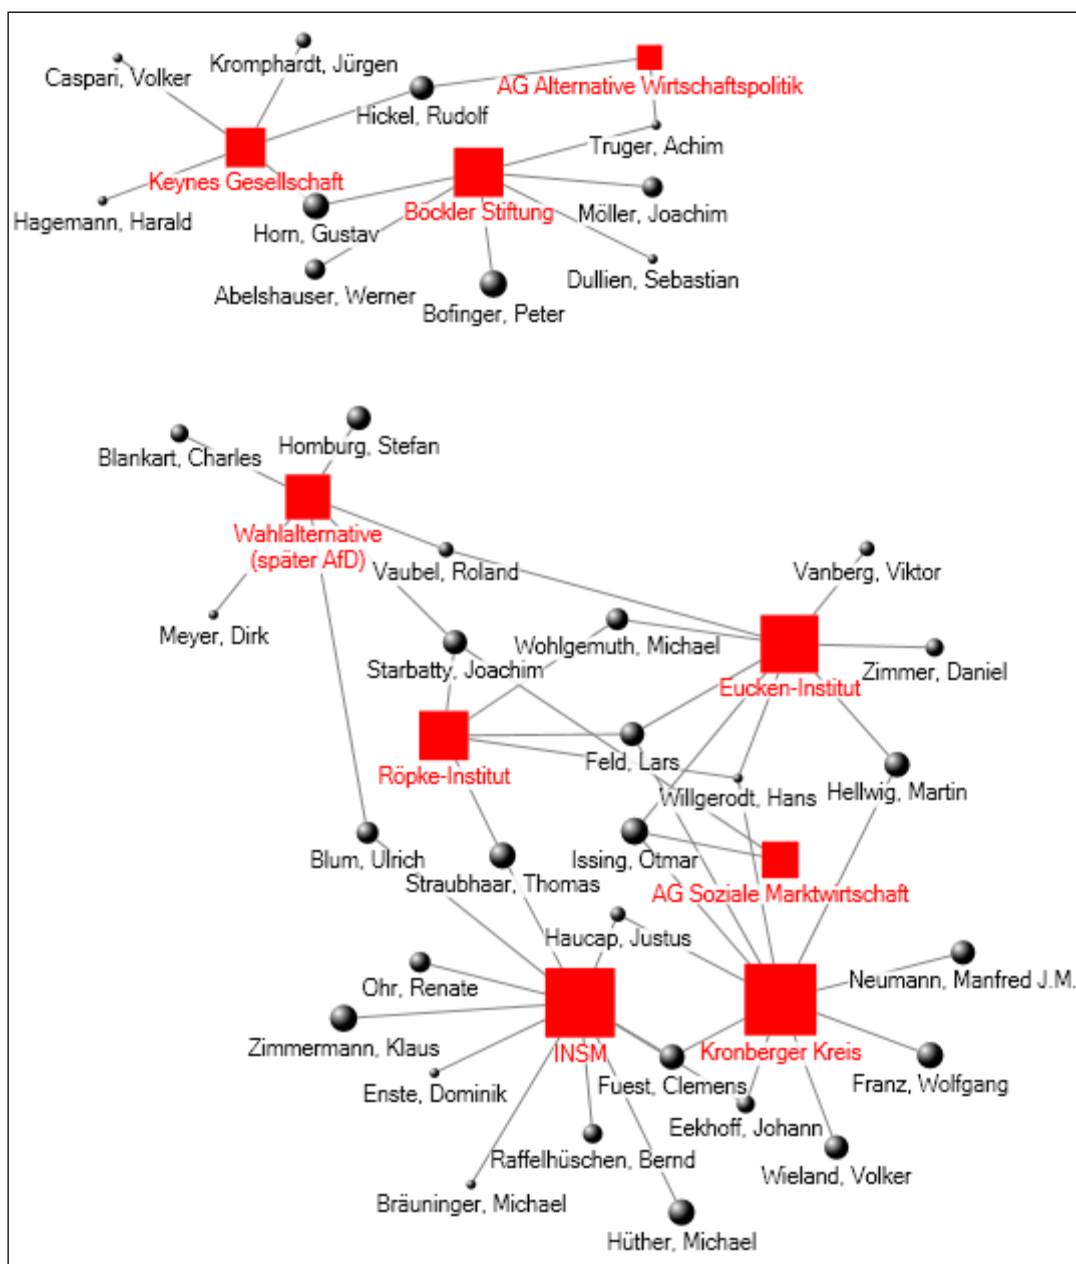 Kromphardt, Jürgen
Caspari, Volker
AG Alternative Wirtschaftspolitik
Hickel, Rudolf
Truger, Achim
Keynes Gesellschaft
Hagemann, Harald
Böckler Stiftung
Möller, Joachim
Horn, Gustav
Dullien, Sebastian
Abelshauser, Werner
Bofinger, Peter
Homburg, Stefan
Blankart, Charles
Wahlalternative
(später AfD)
Vaubel, Roland
Vanberg, Viktor
Meyer, Dirk
Wohlgemuth, Michael
Starbatty, Joachim
Zimmer, Daniel
Eucken-Institut
Feld, Lars
Röpke-Institut
Willgerodt, Hans
Hellwig, Martin
Blum, Ulrich
Issing, Otmar
Straubhaar, Thomas
AG Soziale Marktwirtschaft
Haucap, Justus
Neumann, Manfred J.M.
Ohr, Renate
Zimmermann, Klaus
INSM
Kronberger Kreis
Enste, Dominik
Fuest, Clemens
Franz, Wolfgang
Eekhoff, Johann
Raffelhüschen, Bernd
Wieland, Volker
Bräuninger, Michael
Hüther, Michael